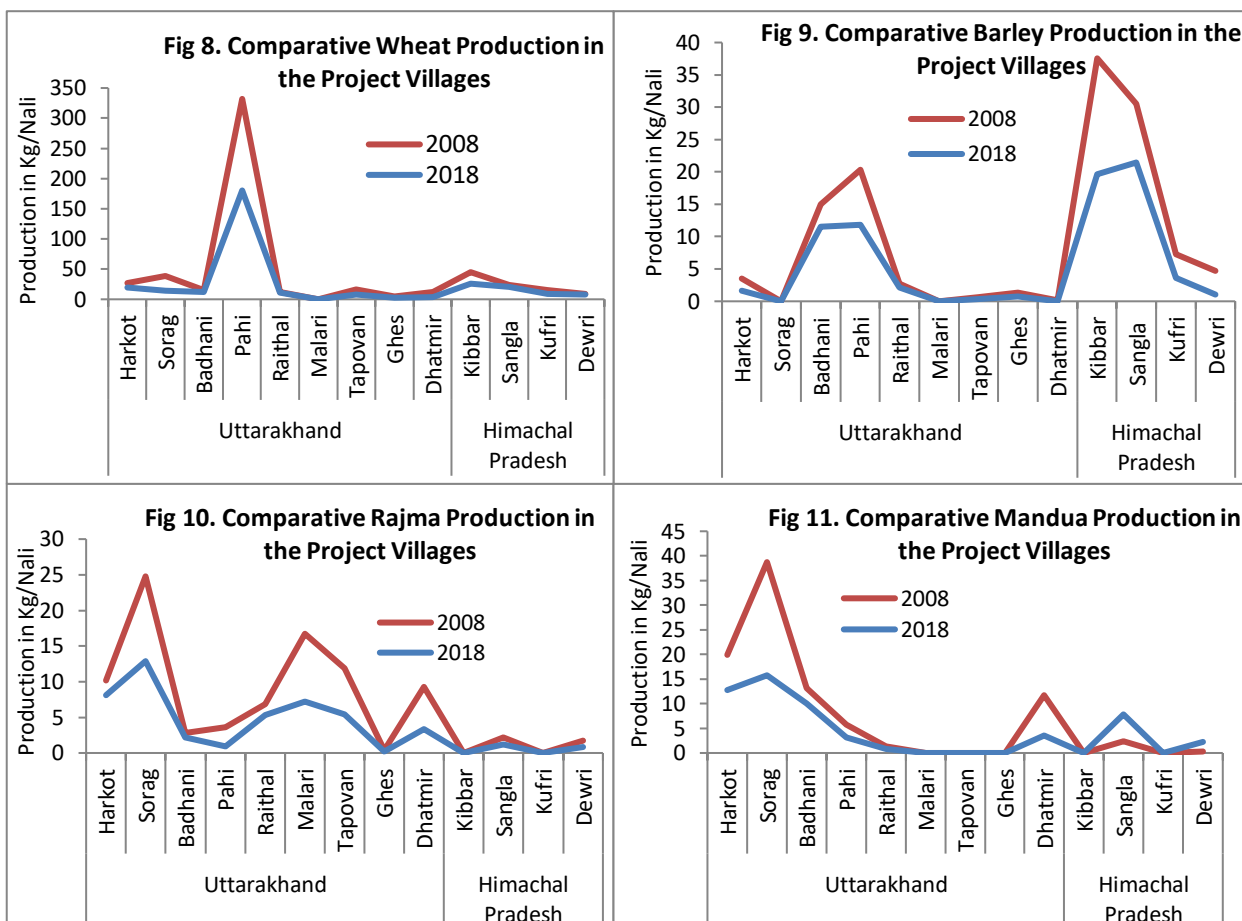 Fig 8. Comparative Wheat Production in
the Project Villages
Production in Kg/Nali
350
300
250
200
150
100
50
0
2008
2018
Harkot
Sorag
Badhani
Pahi
Raithal
Malari
Tapovan
Ghes
Dhatmir
Kibbar
Sangla
Kufri
Dewri
Uttarakhand
Himachal
Pradesh
Fig 9. Comparative Barley Production in the
Project Villages
Production in Kg/Nali
40
35
30
25
20
15
10
5
0
2008
2018
Harkot
Sorag
Badhani
Pahi
Raithal
Malari
Tapovan
Ghes
Dhatmir
Kibbar
Sangla
Kufri
Dewri
Uttarakhand
Himachal
Pradesh
Fig 10. Comparative Rajma Production in
the Project Villages
Production in Kg/Nali
30
25
20
15
10
5
0
2008
2018
Harkot
Sorag
Badhani
Pahi
Raithal
Malari
Tapovan
Ghes
Dhatmir
Kibbar
Sangla
Kufri
Dewri
Uttarakhand
Himachal
Pradesh
Fig 11. Comparative Mandua Production in
the Project Villages
Production in Kg/Nali
45
40
35
30
25
20
15
10
5
0
2008
2018
Harkot
Sorag
Badhani
Pahi
Raithal
Malari
Tapovan
Ghes
Dhatmir
Kibbar
Sangla
Kufri
Dewri
Uttarakhand
Himachal
Pradesh